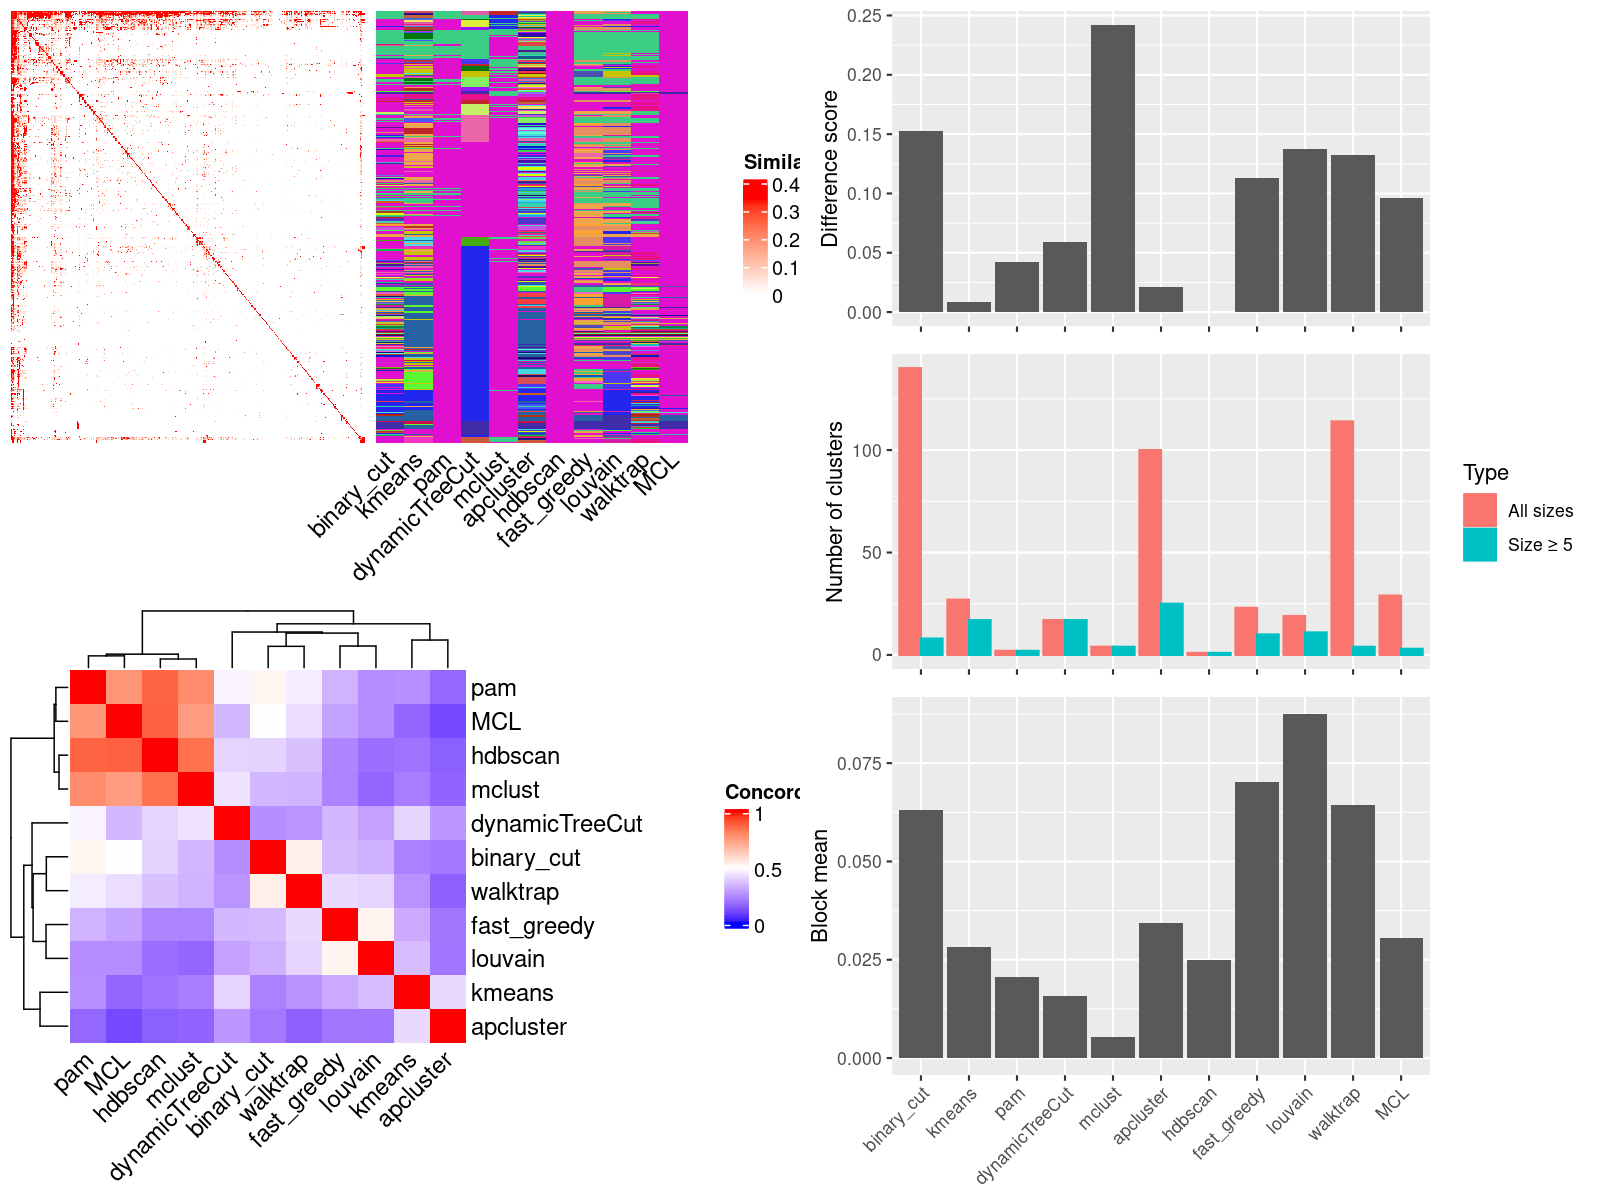 Simila
0.4
0.3
0.2
0.1
0
binary_cut
kmeans
pam
dynamicTreeCut
mclust
apcluster
hdbscan
fast_greedy
louvain
walktrap
MCL
pam
MCL
hdbscan
mclust
dynamicTreeCut
binary_cut
walktrap
fast_greedy
louvain
kmeans
apcluster
Concord
1
0.5
0
pam
MCL
hdbscan
mclust
dynamicTreeCut
binary_cut
walktrap
fast_greedy
louvain
kmeans
apcluster
Difference score
0.25
0.20
0.15
0.10
0.05
0.00
Number of clusters
100
50
0
Type
All sizes
Size ≥ 5
Block mean
0.075
0.050
0.025
0.000
binary_cut
kmeans
pam
dynamicTreeCut
mclust
apcluster
hdbscan
fast_greedy
louvain
walktrap
MCL